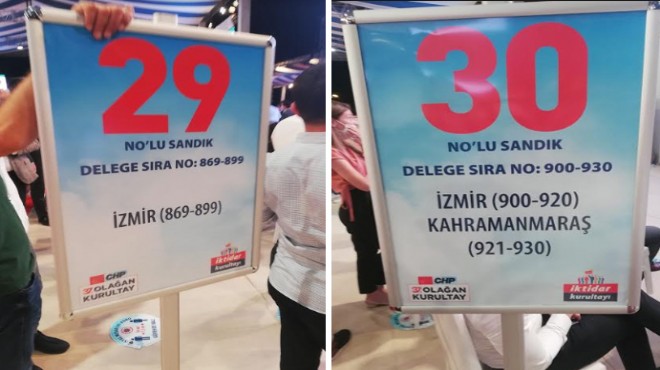 29
NO'LU SANDIK
DELEGE SIRA NO: 869-899
İZMİR (869-899)
CHP
37 OLAĞAN
KURULTAY
iktidar
kurultayı
30
NO'LU SANDIK
DELEGE SIRA NO: 900-930
İZMİR (900-920)
KAHRAMANMARAŞ
(921-930)
CHP
37 OLAĞAN
KURULTAY
iktidar
kurultayı